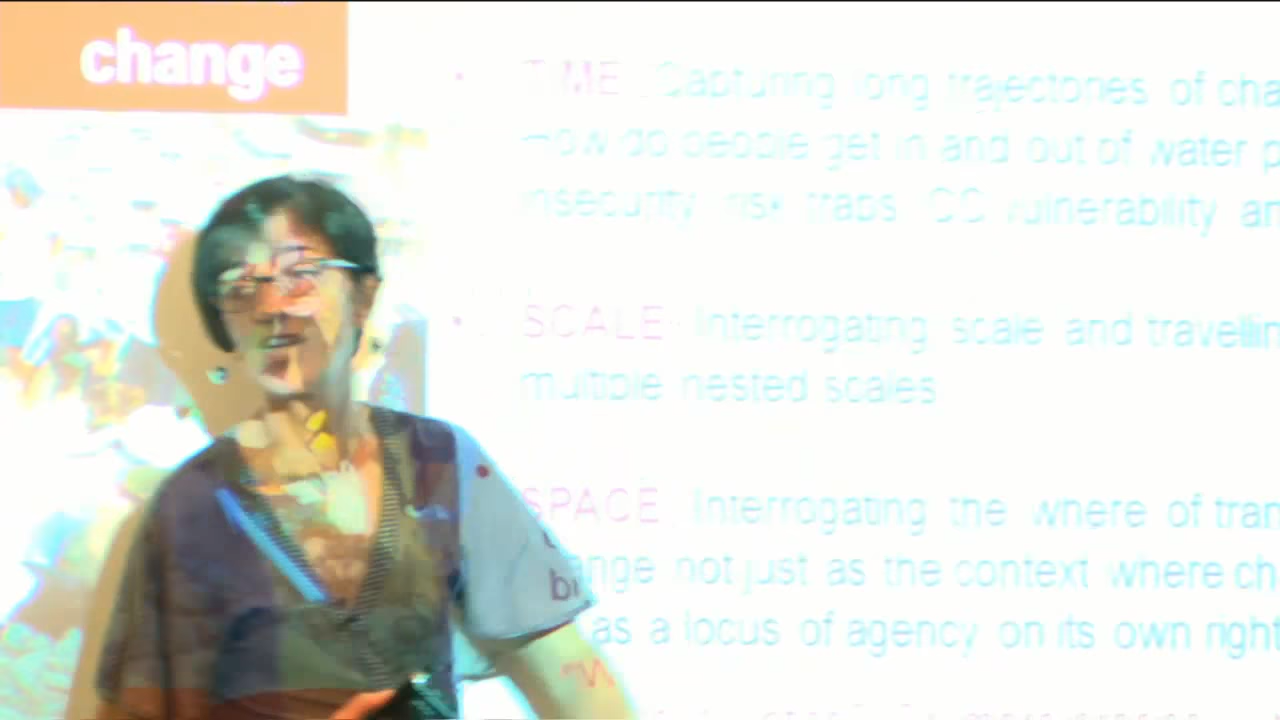 change
TIME Capturing long trajectories of cha
How do people get in and out of water p
insecurity risk traps CC vulnerability an
SCALE Interrogating scale and travellin
multiple nested scales
SPACE Interrogating the where of tran
ange not just as the context where ch
as a locus of agency on its own right